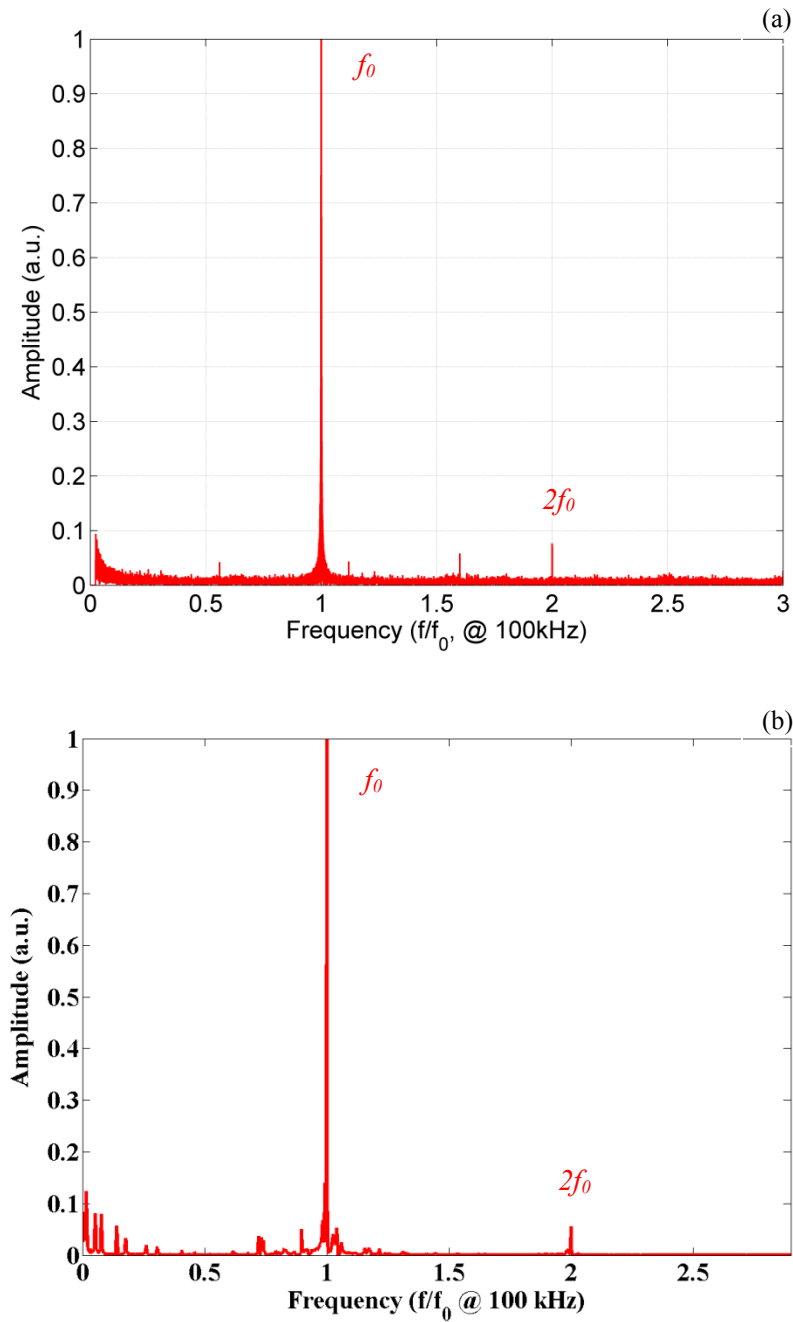 (a)
1
f0
0.9
0.8
0.7
0.6
0.5
0.4
0.3
0.2
2f0
0.1
0
0 0.5 1 1.5 2 2.5 3
Amplitude (a.u.)
Frequency (f/f0, @ 100kHz)
(b)
1
f0
0.9
0.8
0.7
0.6
0.5
0.4
0.3
0.2
2f0
0.1
0
0 0.5 1 1.5 2 2.5
Amplitude (a.u.)
Frequency (f/f0 @ 100 kHz)